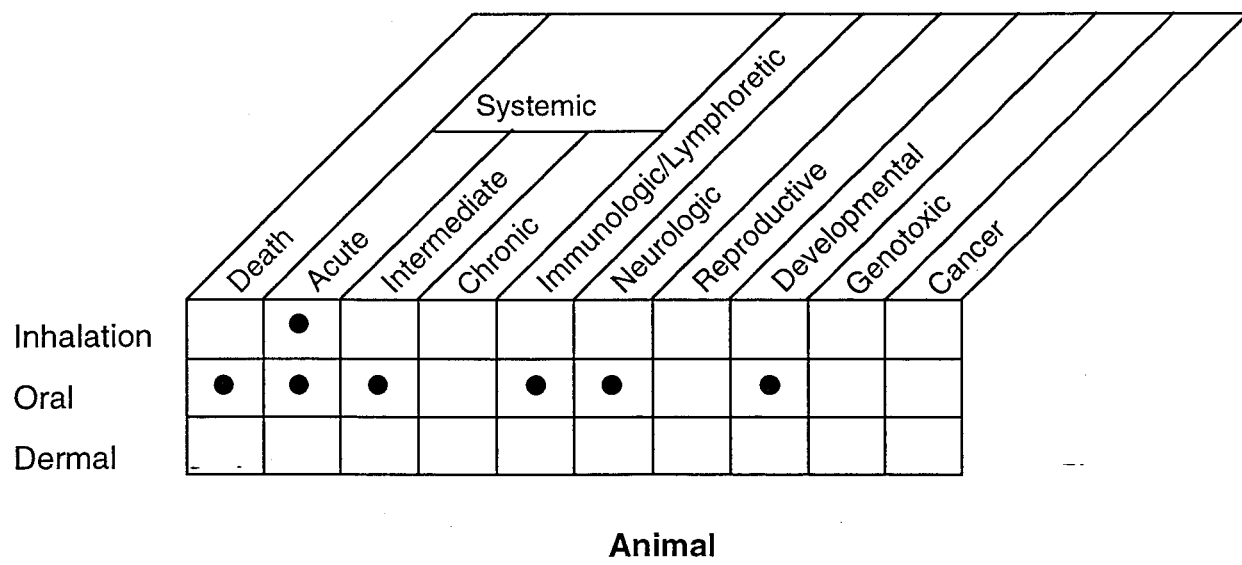 Systemic
Death
Acute
Intermediate
Chronic
Immunologic/Lymphoretic
Neurologic
Reproductive
Developmental
Genotoxic
Cancer
Inhalation
Oral
Dermal
Animal